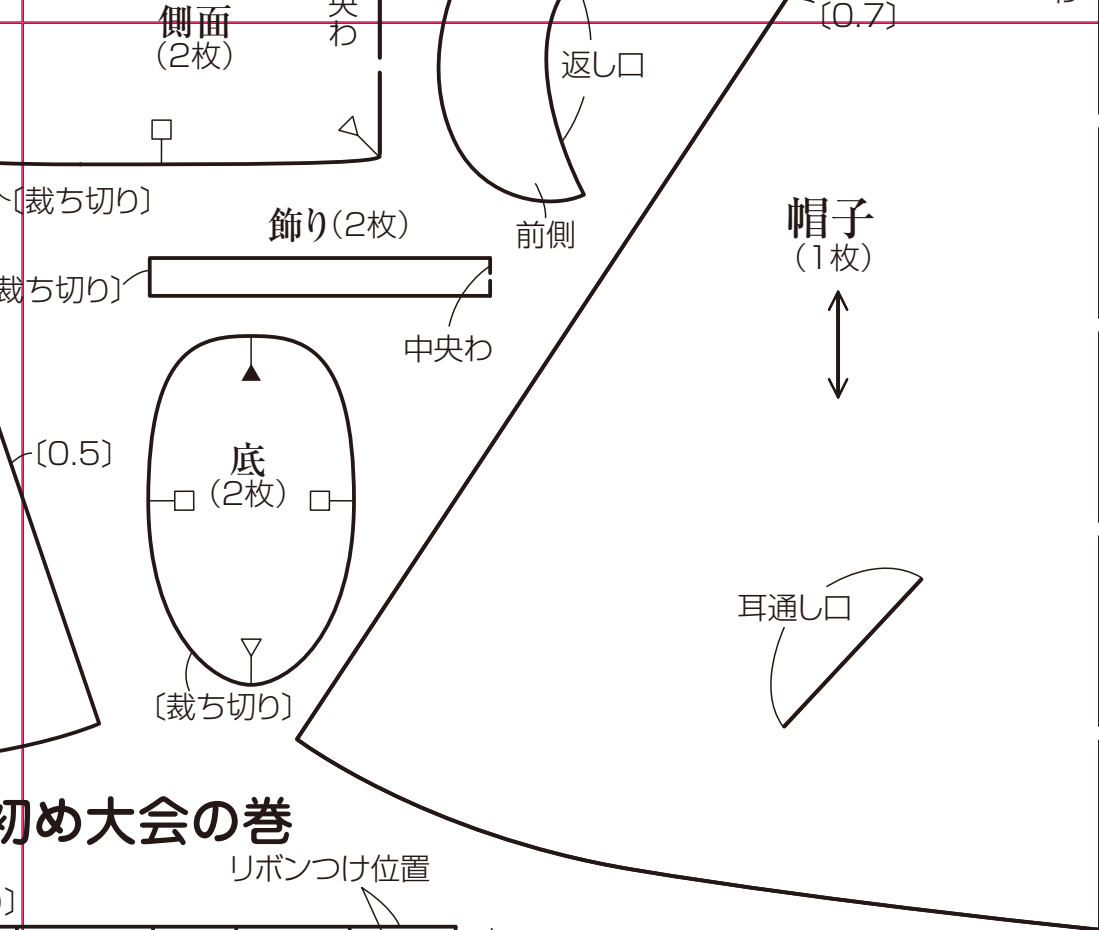 側面
(2枚)
央わ
返し口
〔0.7〕
〔裁ち切り〕
飾り(2枚)
前側
帽子
(1枚)
裁ち切り〕
中央わ
〔0.5〕
底
(2枚)
耳通し口
〔裁ち切り〕
初め大会の巻
リボンつけ位置